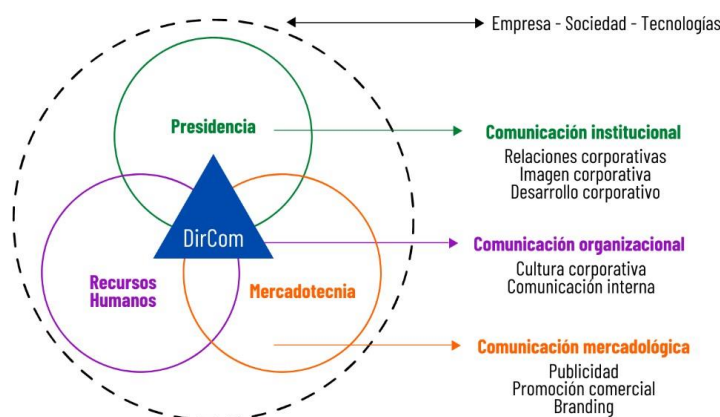 Empresa - Sociedad - Tecnologías
Presidencia
Comunicación institucional
Relaciones corporativas
Imagen corporativa
Desarrollo corporativo
DirCom
Comunicación organizacional
Cultura corporativa
Comunicación interna
Recursos
Humanos
Mercadotecnia
Comunicación mercadológica
Publicidad
Promoción comercial
Branding